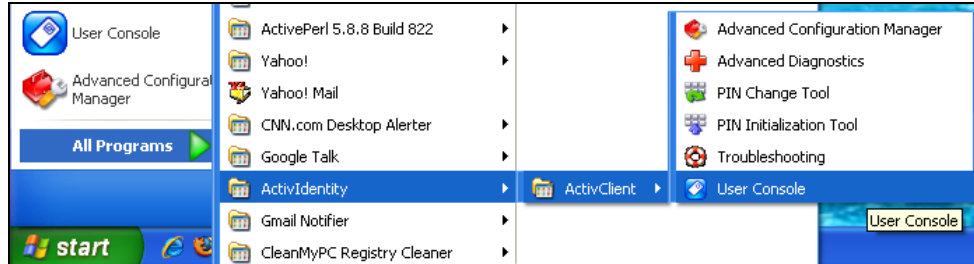 User Console
Advanced Configurat
Manager
All Programs
start
ActivePerl 5.8.8 Build 822
Yahoo!
Yahoo! Mail
CNN.com Desktop Alerter
Google Talk
ActivIdentity
Gmail Notifier
CleanMyPC Registry Cleaner
ActivClient
Advanced Configuration Manager
Advanced Diagnostics
PIN Change Tool
PIN Initialization Tool
Troubleshooting
User Console
User Console